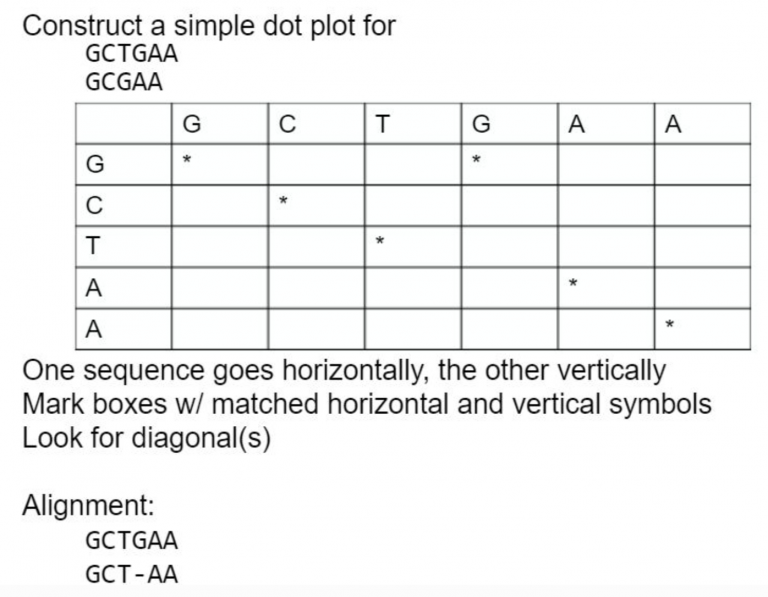 Construct a simple dot plot for
GCTGAA
GCGAA
G C T G A A
G * *
C *
T *
A *
A *
One sequence goes horizontally, the other vertically
Mark boxes w/ matched horizontal and vertical symbols
Look for diagonal(s)
Alignment:
GCTGAA
GCT-AA